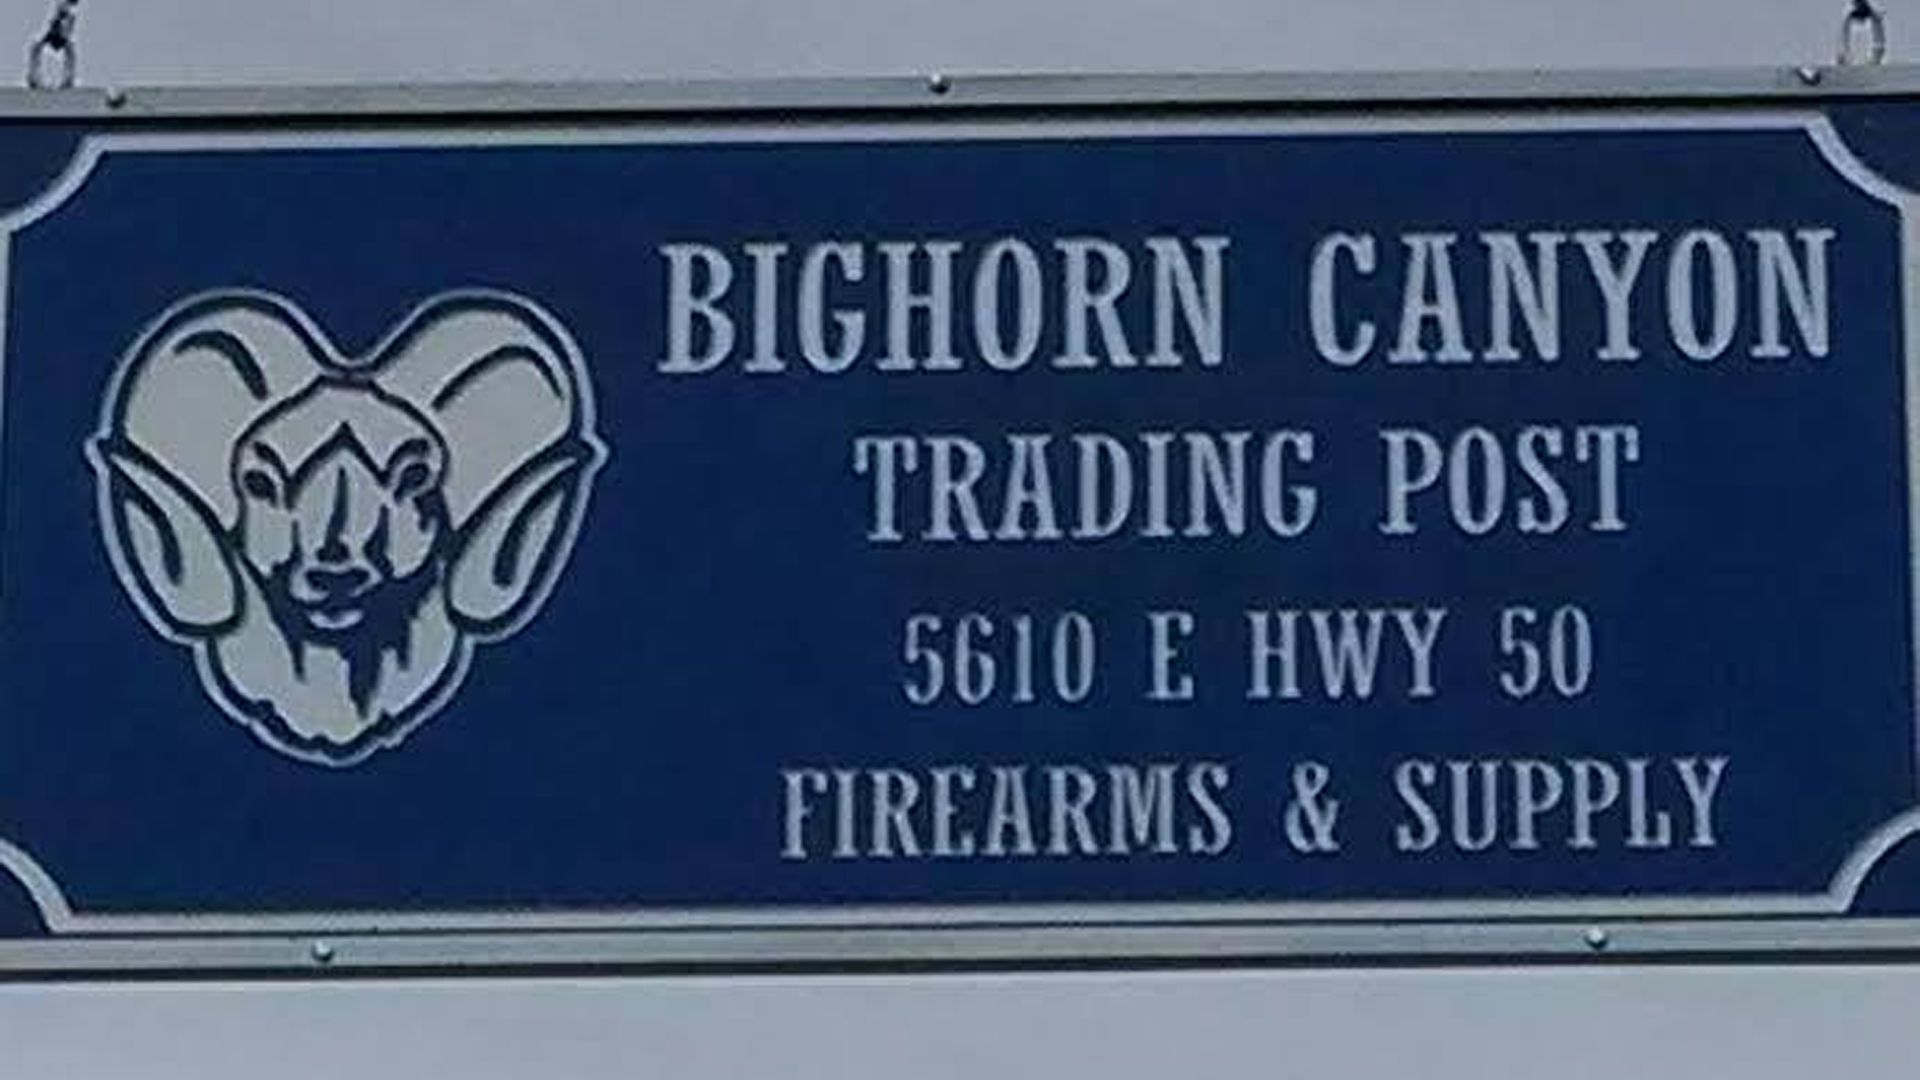 BIGHORN CANYON
TRADING POST
5610 E HWY 50
FIREARMS & SUPPLY